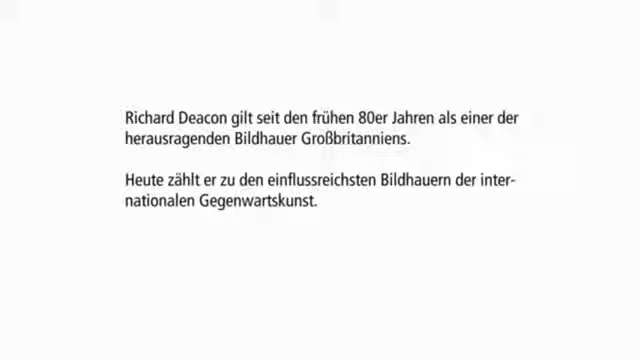 Richard Deacon gilt seit den frühen 80er Jahren als einer der
herausragenden Bildhauer Großbritanniens.
Heute zählt er zu den einflussreichsten Bildhauern der inter-
nationalen Gegenwartskunst.